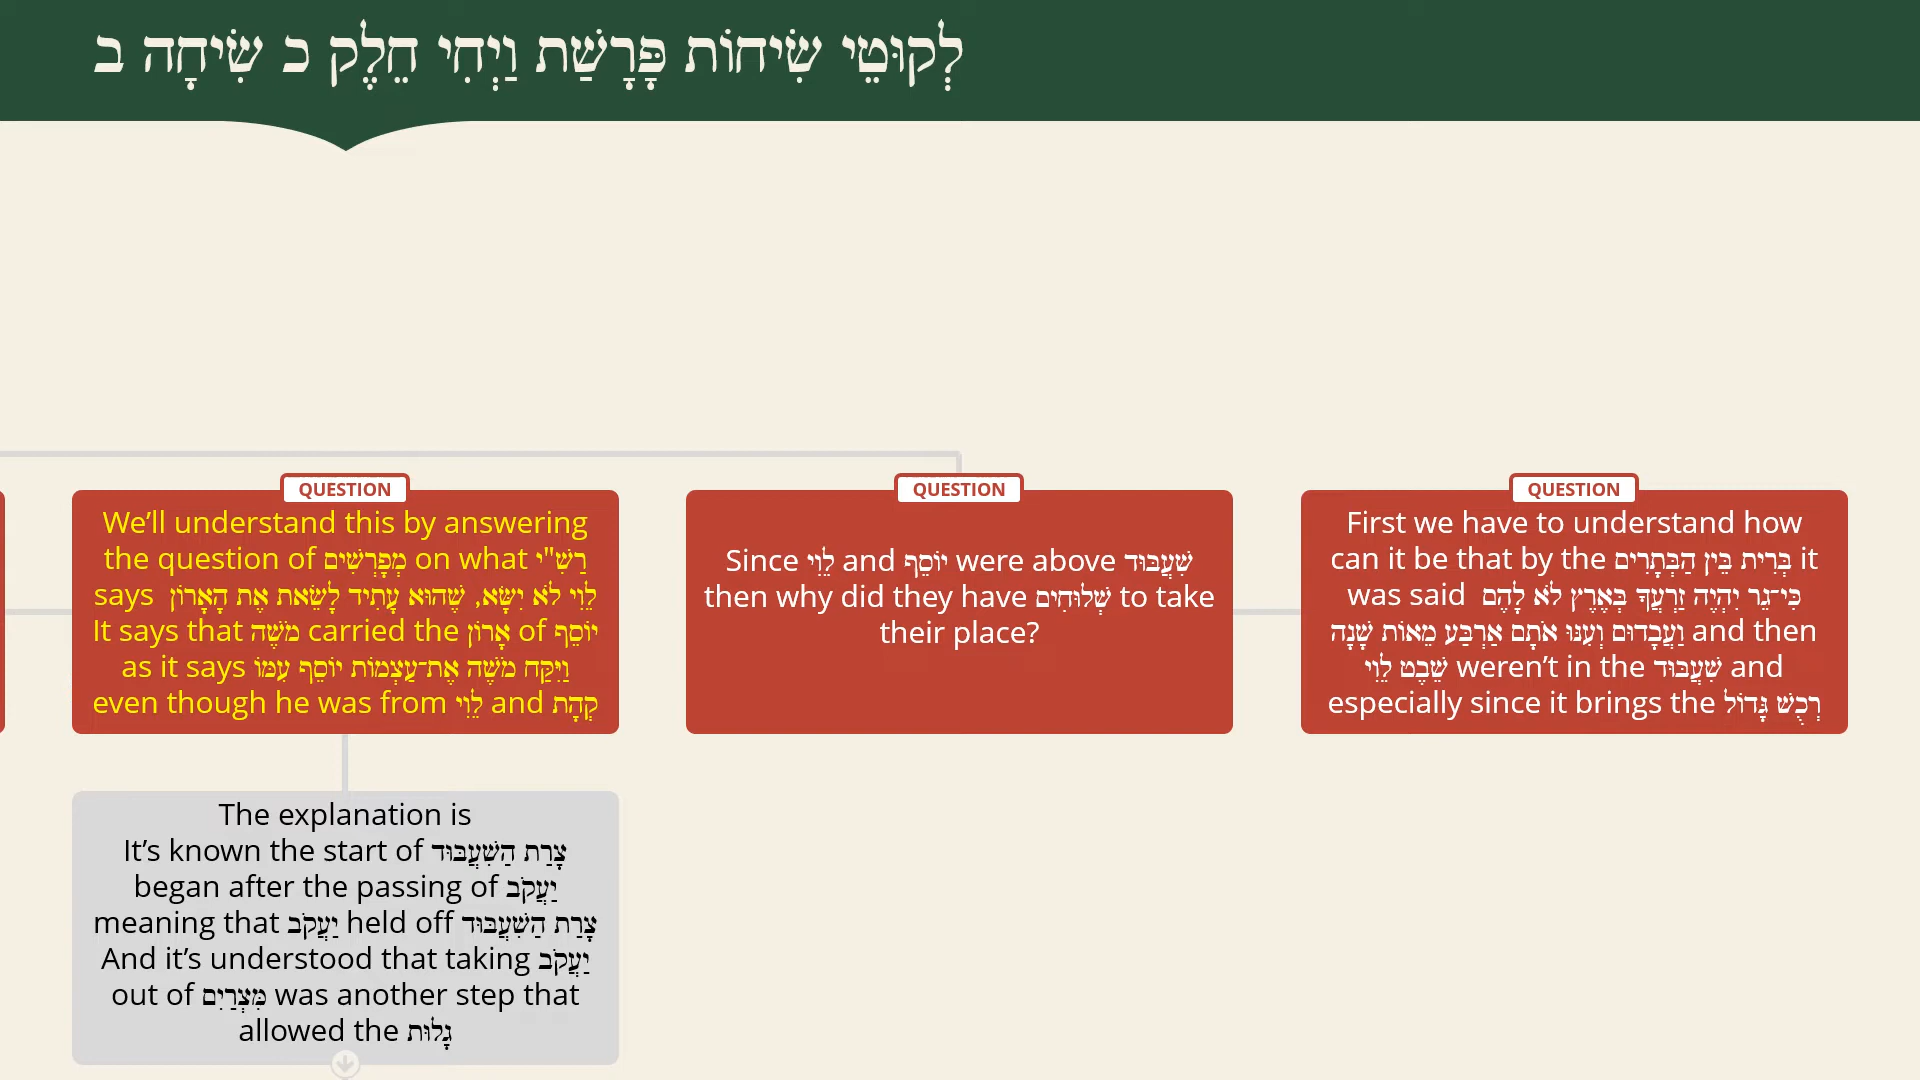 לְקוּטֵי שִׂיחוֹת פָּרָשַׁת וַיְחִי חֵלֶק כ שִׂיחָה ב
QUESTION
We’ll understand this by answering
the question of מְפָרְשִׁים on what רַשִׁ"י
says לֵוִי לֹא יִשָּׂא, שֶׁהוּא עָתִיד לָשֵׂאת אֶת הָאָרוֹן
It says that מֹשֶׁה carried the אָרוֹן of יוֹסֵף
as it says וַיִּקַּח מֹשֶׁה אֶת־עַצְמוֹת יוֹסֵף עִמּוֹ
even though he was from לֵוִי and קְהָת
The explanation is
It’s known the start of צָרַת הַשִּׁעֲבּוּד
began after the passing of יַעֲקֹב
meaning that יַעֲקֹב held off צָרַת הַשִּׁעֲבּוּד
And it’s understood that taking יַעֲקֹב
out of מִּצְרַיִם was another step that
allowed the גָלוּת
QUESTION
Since לֵוִי and יוֹסֵף were above שִׁעֲבּוּד
then why did they have שְׁלוּחִים to take
their place?
QUESTION
First we have to understand how
can it be that by the בְּרִית בֵּין הַבְּתָרִים it
was said כִּי־גֵר יִהְיֶה זַרְעֲךָ בְּאֶרֶץ לֹא לָהֶם
וַעֲבָדוּם וְעִנּוּ אֹתָם אַרְבַּע מֵאוֹת שָׁנָה and then
שֵׁבֶט לֵוִי weren’t in the שִׁעֲבּוּד and
especially since it brings the רְכֻשׁ גָּדוֹל